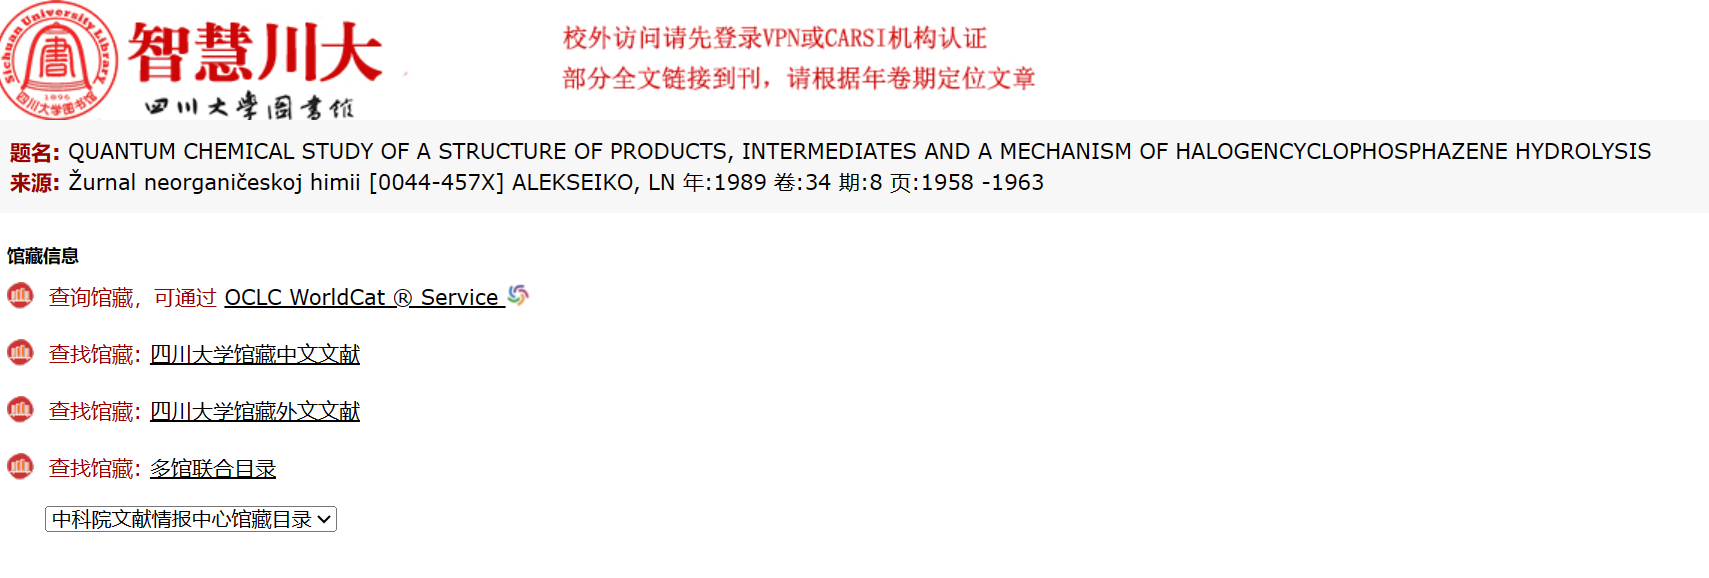 Sichuan University Library
1896
四川大学图书馆
智慧川大
四川大学图书馆
校外访问请先登录VPN或CARSI机构认证
部分全文链接到刊，请根据年卷期定位文章
题名: QUANTUM CHEMICAL STUDY OF A STRUCTURE OF PRODUCTS, INTERMEDIATES AND A MECHANISM OF HALOGENCYCLOPHOSPHAZENE HYDROLYSIS
来源: Žurnal neorganičeskoj himii [0044-457X] ALEKSEIKO, LN 年:1989 卷:34 期:8 页:1958 -1963
馆藏信息
查询馆藏，可通过 OCLC WorldCat ® Service
查找馆藏: 四川大学馆藏中文文献
查找馆藏: 四川大学馆藏外文文献
查找馆藏: 多馆联合目录
中科院文献情报中心馆藏目录